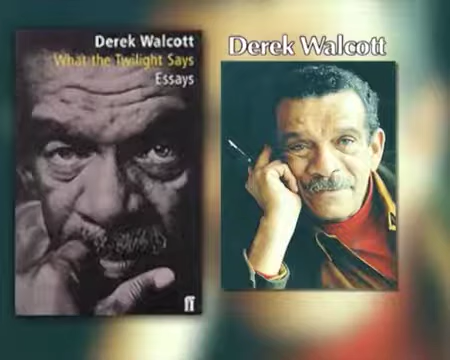 Derek Walcott
What the Twilight Says
Essays
ff
Derek Walcott